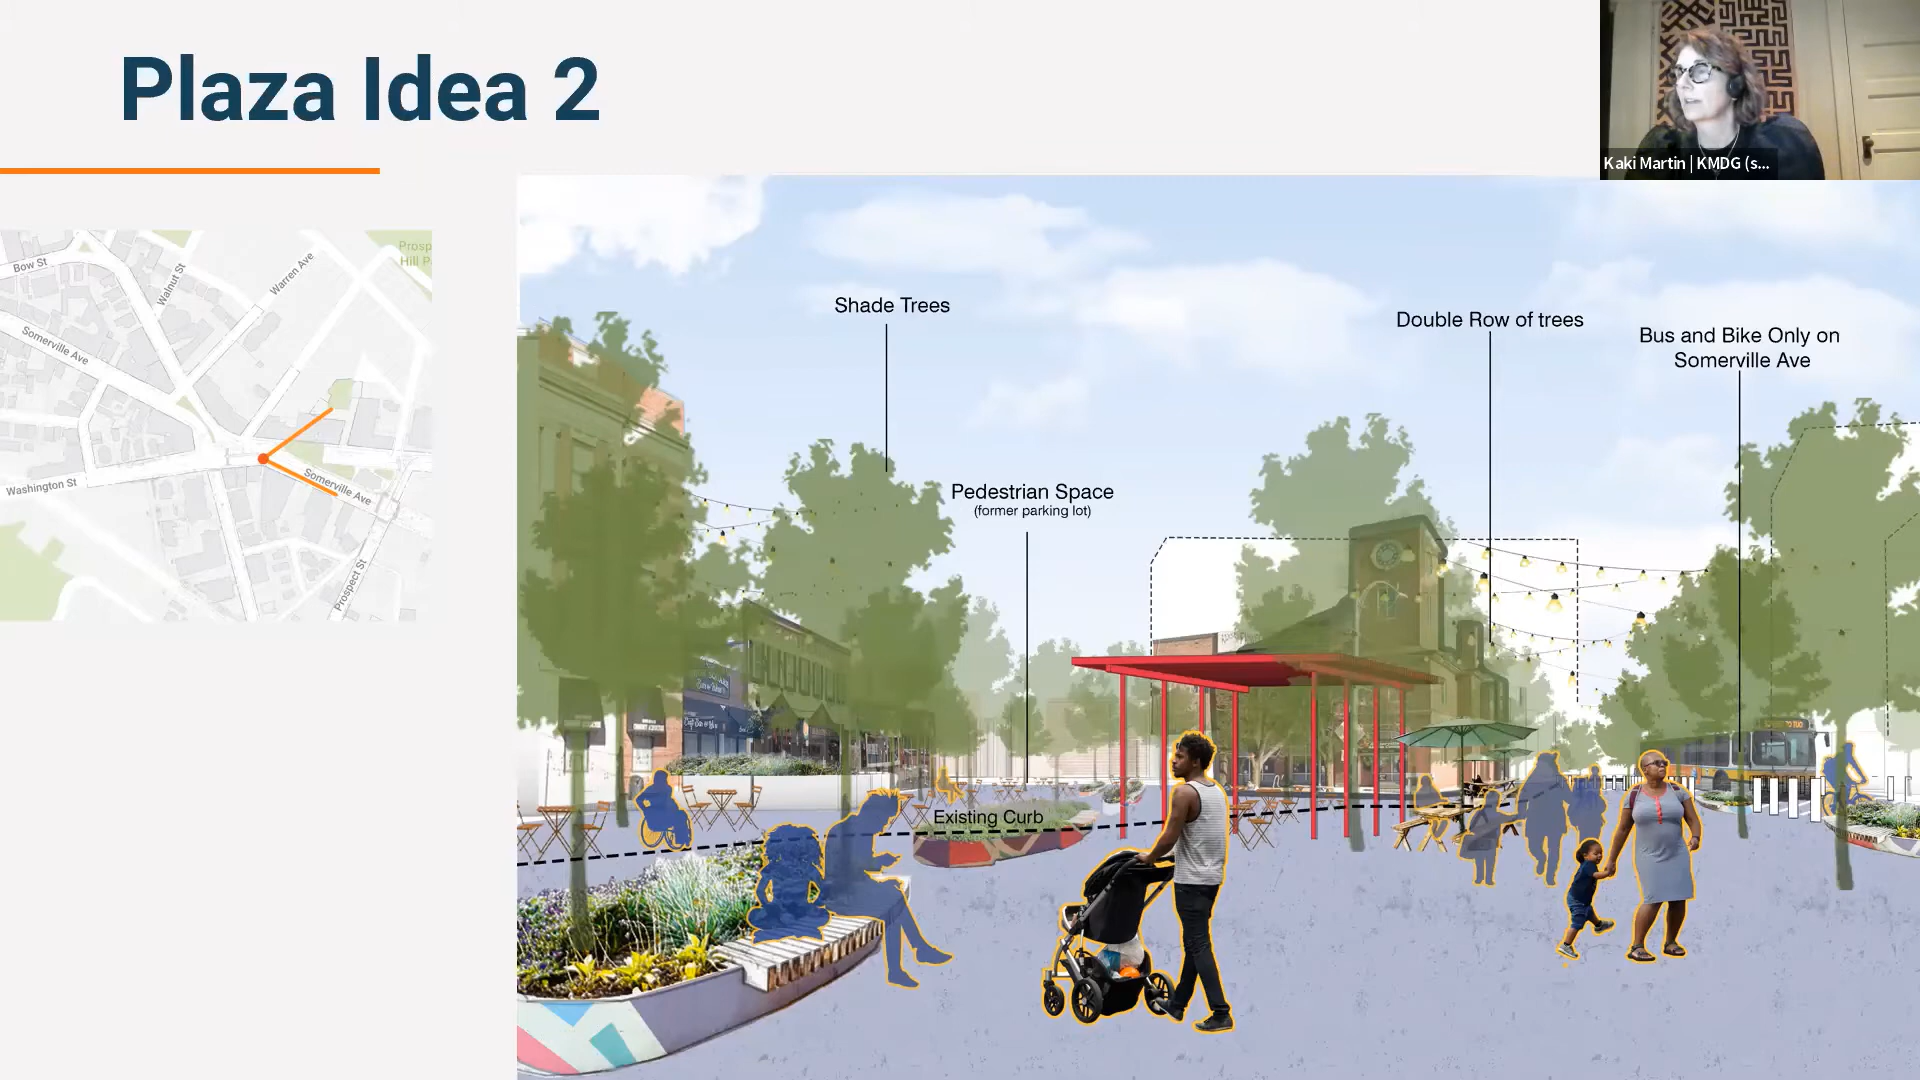 Plaza Idea 2
Kaki Martin | KMDG (s...
Prosp
Hill P
Bow St
Walnut St
Warren Ave
Somerville Ave
Washington St
Somerville Ave
Prospect St
Shade Trees
Double Row of trees
Bus and Bike Only on
Somerville Ave
Pedestrian Space
(former parking lot)
Existing Curb